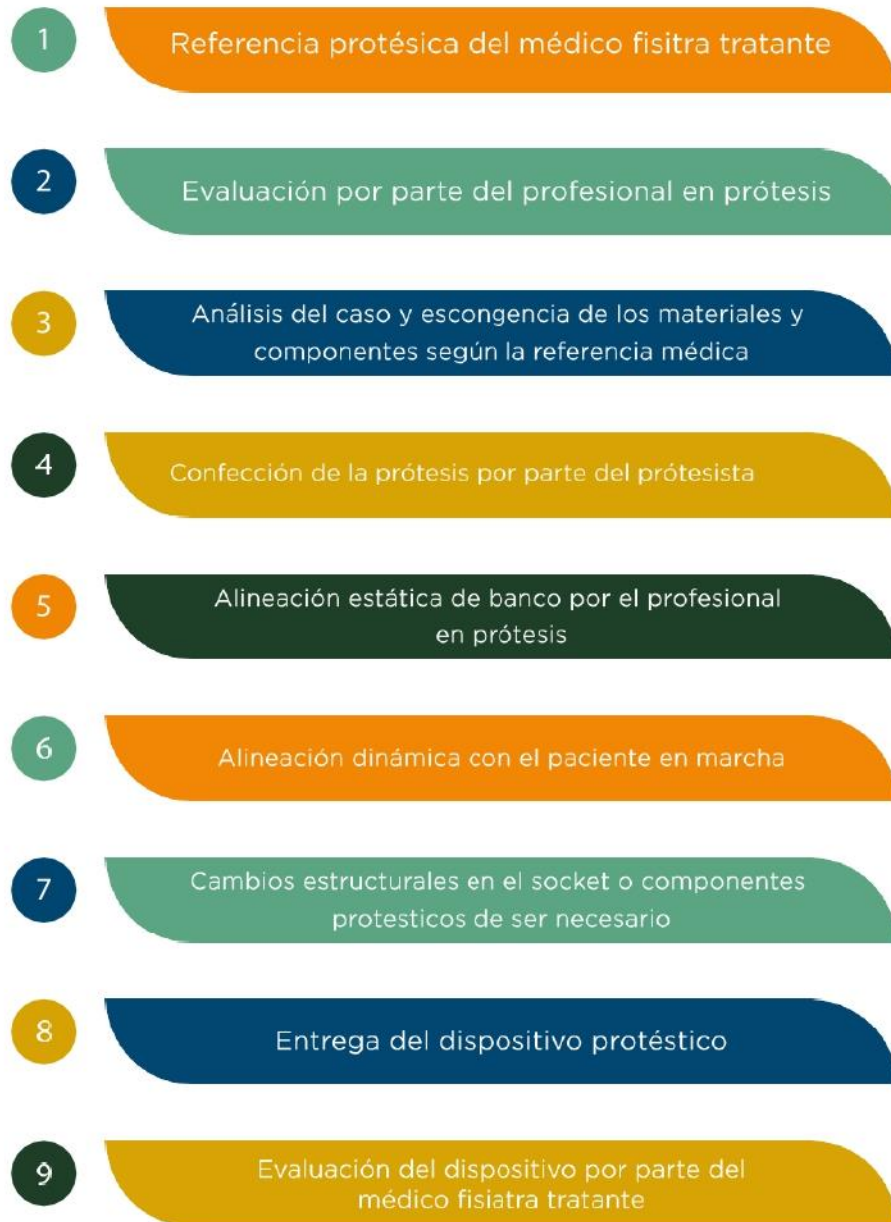 1
Referencia protésica del médico fisitra tratante
2
Evaluación por parte del profesional en prótesis
3
Análisis del caso y escongencia de los materiales y
componentes según la referencia médica
4
Confección de la prótesis por parte del prótesista
5
Alineación estática de banco por el profesional
en prótesis
6
Alineación dinámica con el paciente en marcha
7
Cambios estructurales en el socket o componentes
protesticos de ser necesario
8
Entrega del dispositivo protéstico
9
Evaluación del dispositivo por parte del
médico fisiatra tratante